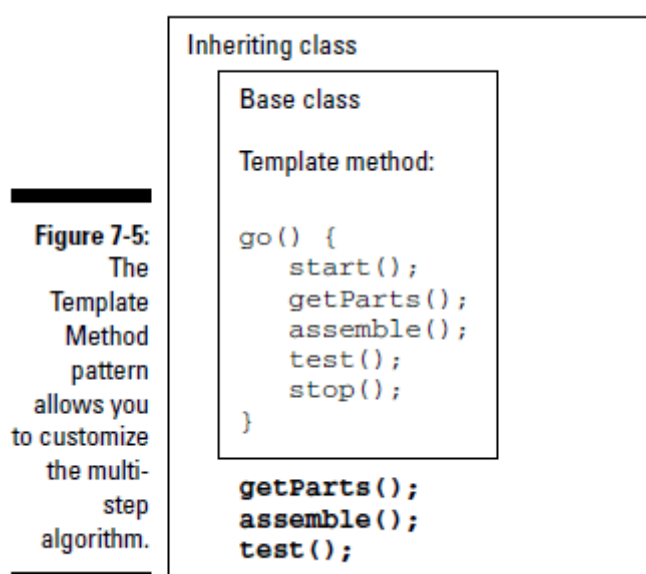 Inheriting class
Base class
Template method:
go() {
start();
getParts();
assemble();
test();
stop();
}
getParts();
assemble();
test();
Figure 7-5:
The
Template
Method
pattern
allows you
to customize
the multi-
step
algorithm.